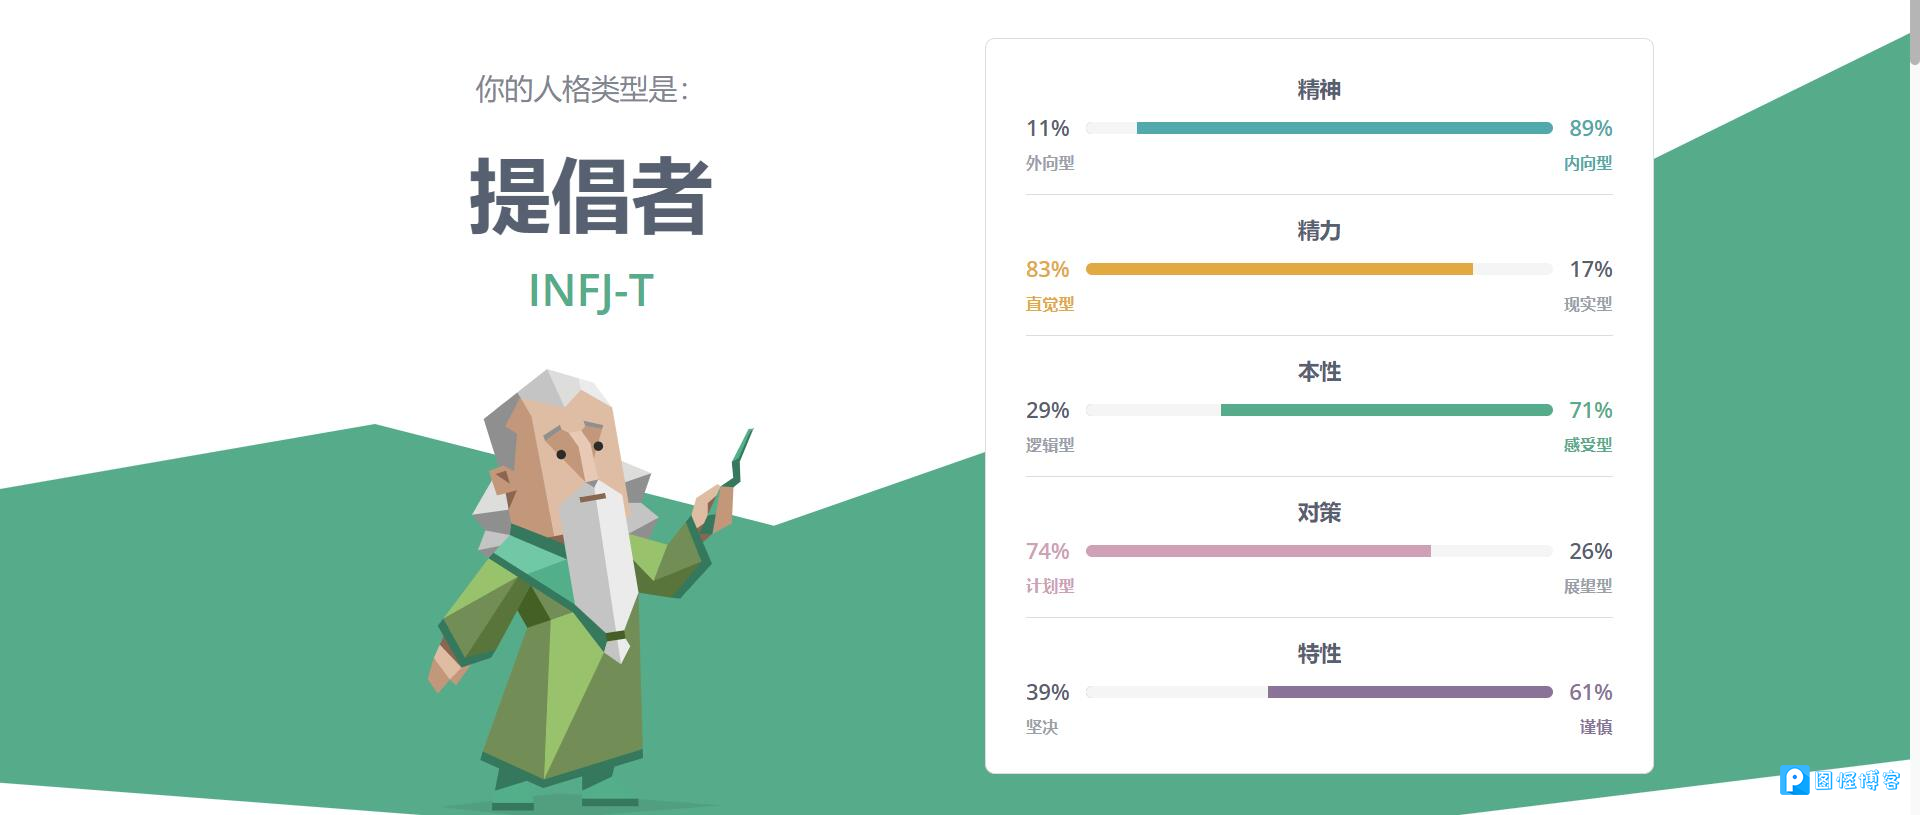 你的人格类型是：
提倡者
INFJ-T
精神
11% 89%
外向型 内向型
精力
83% 17%
直觉型 现实型
本性
29% 71%
逻辑型 感受型
对策
74% 26%
计划型 展望型
特性
39% 61%
坚决 谨慎
图怪博客